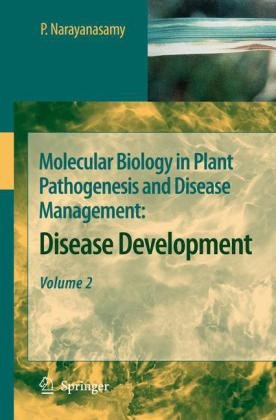 P. Narayanasamy
Molecular Biology in Plant
Pathogenesis and Disease
Management:
Disease Development
Volume 2
Springer